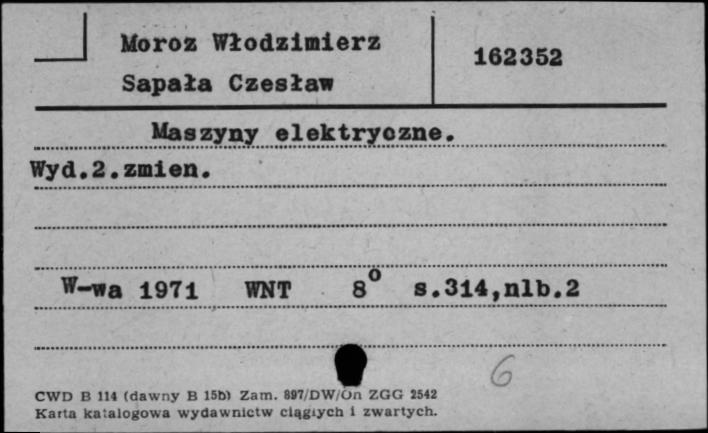 Moroz Włodzimierz
Sapała Czesław
162352
Maszyny elektryczne.
Wyd.2.zmien.
W-wa 1971 WNT 8° s.314,nlb.2
6
CWD B 114 (dawny B 15b) Zam. 897/DW/On ZGG 2542
Karta katalogowa wydawnictw ciągłych i zwartych.